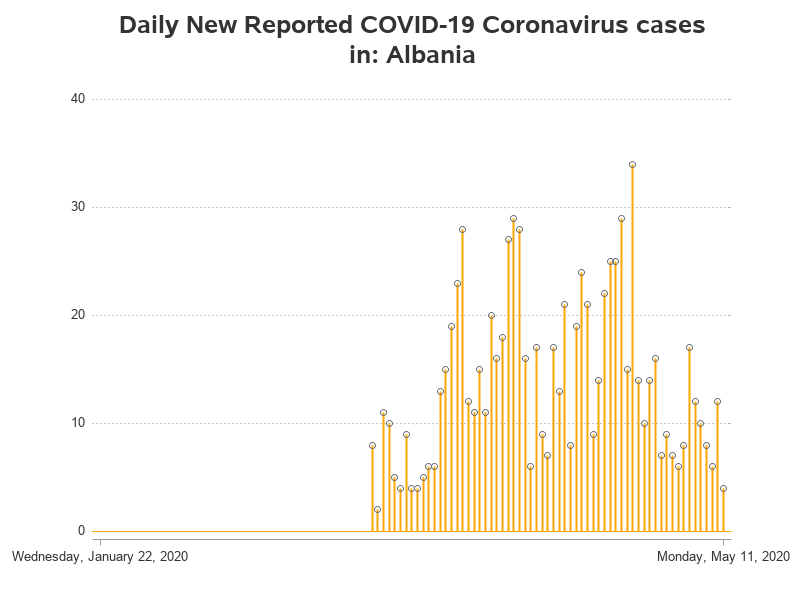 Daily New Reported COVID-19 Coronavirus cases
in: Albania
40
30
20
10
0
Wednesday, January 22, 2020
Monday, May 11, 2020